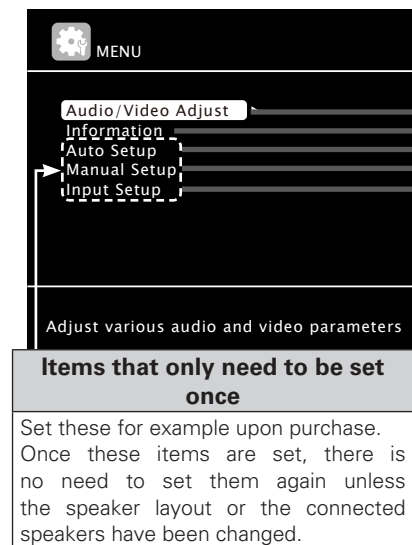 MENU
Audio/Video Adjust
Information
Auto Setup
Manual Setup
Input Setup
Adjust various audio and video parameters
Items that only need to be set
once
Set these for example upon purchase.
Once these items are set, there is
no need to set them again unless
the speaker layout or the connected
speakers have been changed.